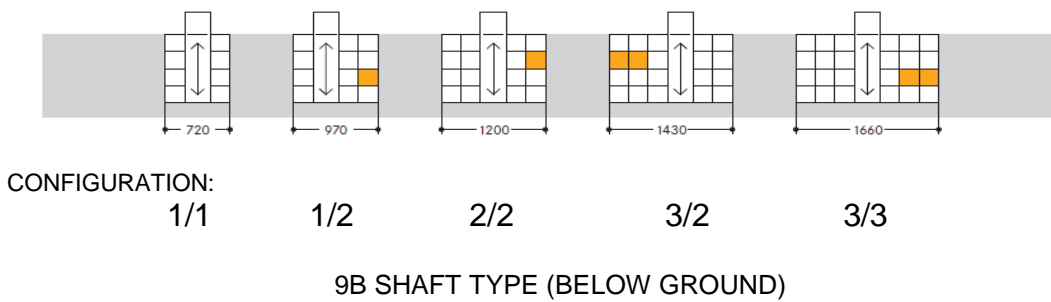 720 970 1200 1430 1660
CONFIGURATION:
1/1 1/2 2/2 3/2 3/3
9B SHAFT TYPE (BELOW GROUND)